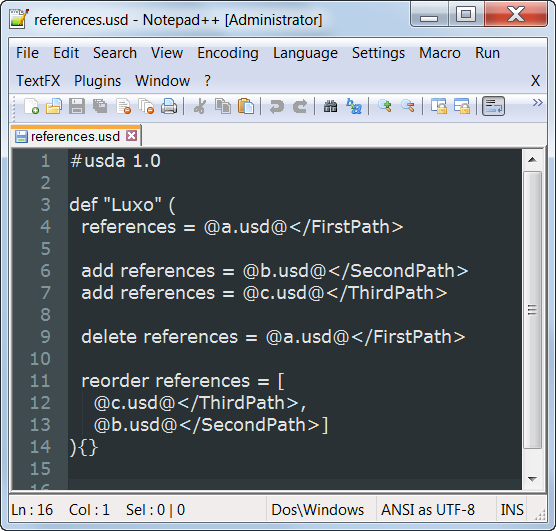 references.usd - Notepad++ [Administrator]
File Edit Search View Encoding Language Settings Macro Run
TextFX Plugins Window ? X
references.usd
1 #usda 1.0
2
3 def "Luxo" (
4   references = @a.usd@</FirstPath>
5
6   add references = @b.usd@</SecondPath>
7   add references = @c.usd@</ThirdPath>
8
9   delete references = @a.usd@</FirstPath>
10
11   reorder references = [
12     @c.usd@</ThirdPath>,
13     @b.usd@</SecondPath>]
14 ){}
15
16
Ln : 16 Col : 1 Sel : 0 | 0 Dos\Windows ANSI as UTF-8 INS